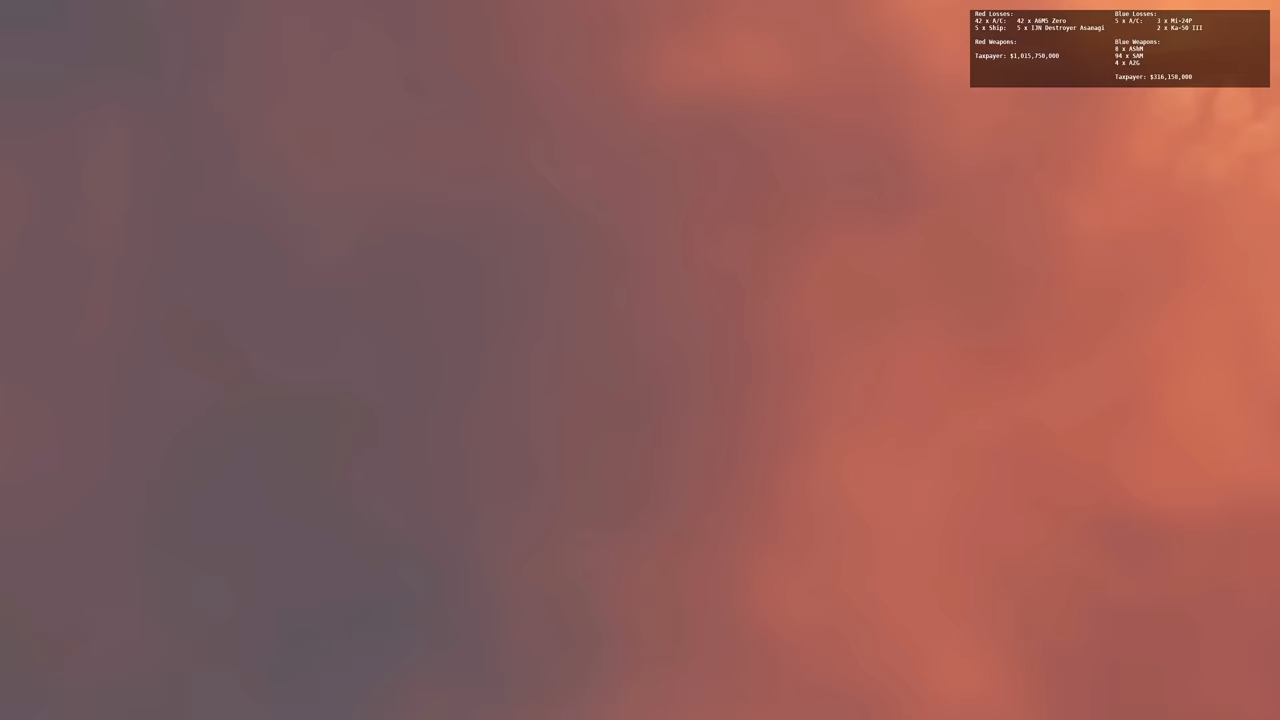 Red Losses:
42 x A/C: 42 x A6M5 Zero
5 x Ship: 5 x IJN Destroyer Asanagi
Red Weapons:
Taxpayer: $1,015,750,000
Blue Losses:
5 x A/C: 3 x Mi-24P
2 x Ka-50 III
Blue Weapons:
8 x AShM
94 x SAM
4 x A2G
Taxpayer: $316,150,000